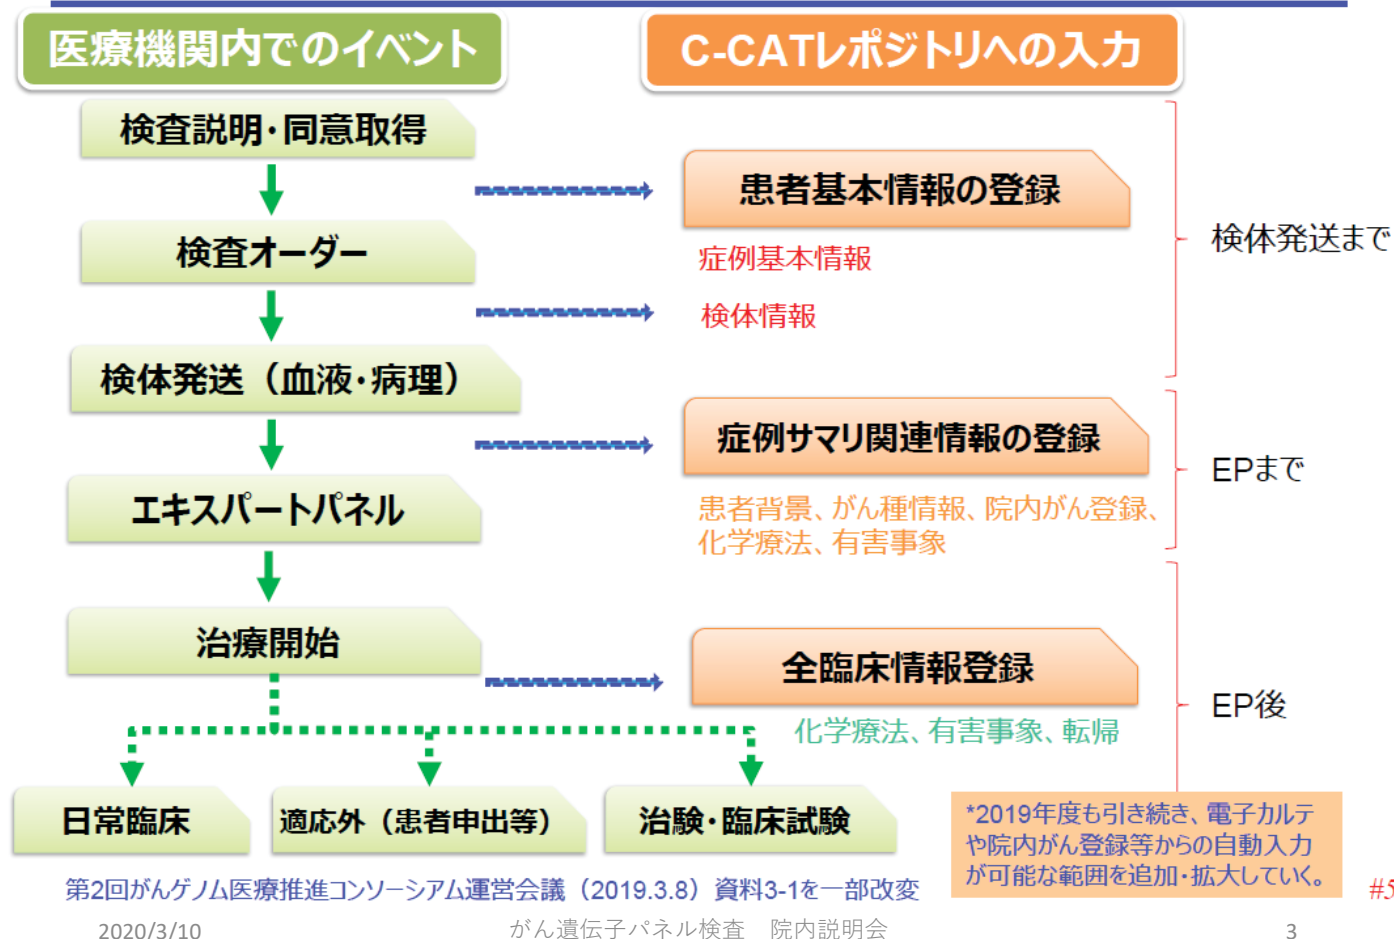 医療機関内でのイベント
C-CATレポジトリへの入力
検査説明・同意取得
患者基本情報の登録
検体発送まで
検査オーダー
症例基本情報
検体情報
検体発送（血液・病理）
症例サマリ関連情報の登録
EPまで
エキスパートパネル
患者背景、がん種情報、院内がん登録、
化学療法、有害事象
治療開始
全臨床情報登録
EP後
化学療法、有害事象、転帰
日常臨床
適応外（患者申出等）
治験・臨床試験
*2019年度も引き続き、電子カルテ
や院内がん登録等からの自動入力
が可能な範囲を追加・拡大していく。
第2回がんゲノム医療推進コンソーシアム運営会議（2019.3.8）資料3-1を一部改変
#5
2020/3/10
がん遺伝子パネル検査　院内説明会
3